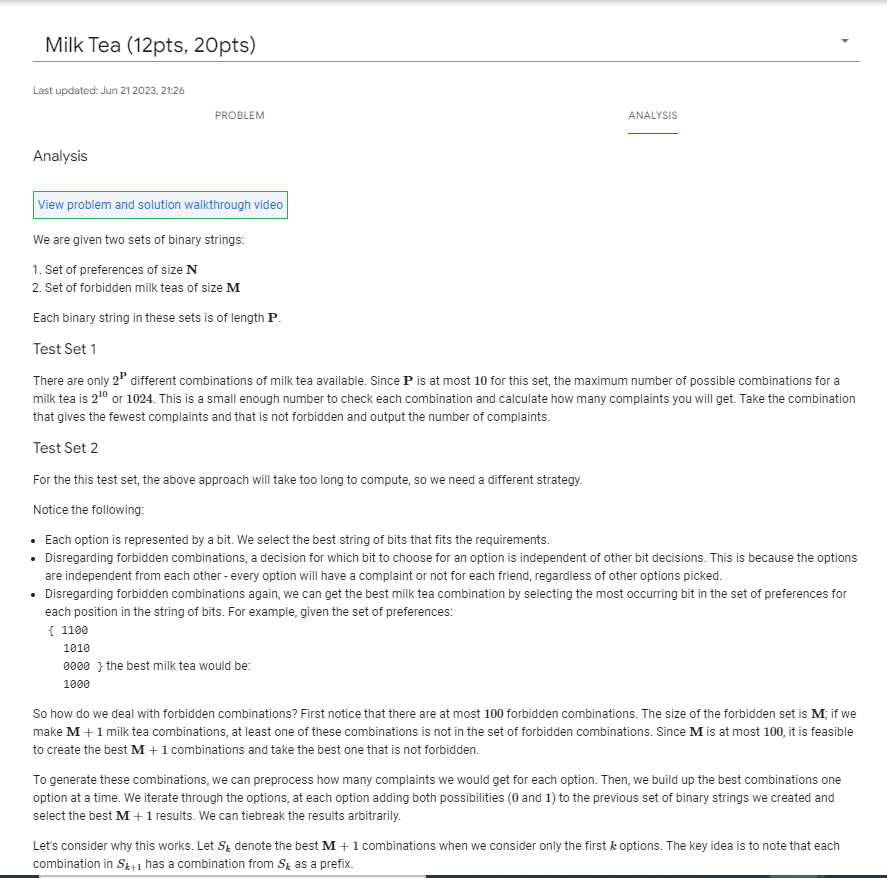 Milk Tea (12pts, 20pts)
Last updated: Jun 21 2023, 21:26
PROBLEM
ANALYSIS
Analysis
View problem and solution walkthrough video
We are given two sets of binary strings:
1. Set of preferences of size N
2. Set of forbidden milk teas of size M
Each binary string in these sets is of length P.
Test Set 1
There are only 2^P different combinations of milk tea available. Since P is at most 10 for this set, the maximum number of possible combinations for a
milk tea is 2^10 or 1024. This is a small enough number to check each combination and calculate how many complaints you will get. Take the combination
that gives the fewest complaints and that is not forbidden and output the number of complaints.
Test Set 2
For the this test set, the above approach will take too long to compute, so we need a different strategy.
Notice the following:
• Each option is represented by a bit. We select the best string of bits that fits the requirements.
• Disregarding forbidden combinations, a decision for which bit to choose for an option is independent of other bit decisions. This is because the options
are independent from each other - every option will have a complaint or not for each friend, regardless of other options picked.
• Disregarding forbidden combinations again, we can get the best milk tea combination by selecting the most occurring bit in the set of preferences for
each position in the string of bits. For example, given the set of preferences:
{ 1100
1010
0000 } the best milk tea would be:
1000
So how do we deal with forbidden combinations? First notice that there are at most 100 forbidden combinations. The size of the forbidden set is M; if we
make M + 1 milk tea combinations, at least one of these combinations is not in the set of forbidden combinations. Since M is at most 100, it is feasible
to create the best M + 1 combinations and take the best one that is not forbidden.
To generate these combinations, we can preprocess how many complaints we would get for each option. Then, we build up the best combinations one
option at a time. We iterate through the options, at each option adding both possibilities (0 and 1) to the previous set of binary strings we created and
select the best M + 1 results. We can tiebreak the results arbitrarily.
Let's consider why this works. Let S_k denote the best M + 1 combinations when we consider only the first k options. The key idea is to note that each
combination in S_{k+1} has a combination from S_k as a prefix.